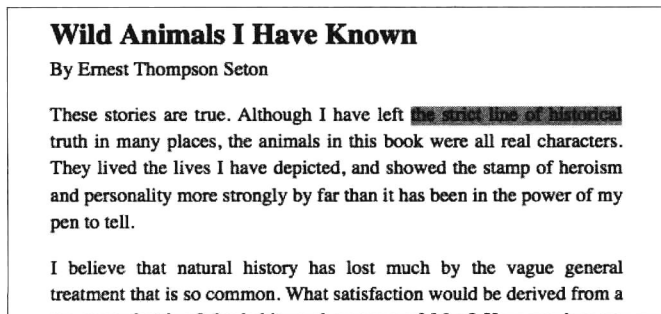 Wild Animals I Have Known
By Ernest Thompson Seton
These stories are true. Although I have left the strict line of historical
truth in many places, the animals in this book were all real characters.
They lived the lives I have depicted, and showed the stamp of heroism
and personality more strongly by far than it has been in the power of my
pen to tell.
I believe that natural history has lost much by the vague general
treatment that is so common. What satisfaction would be derived from a